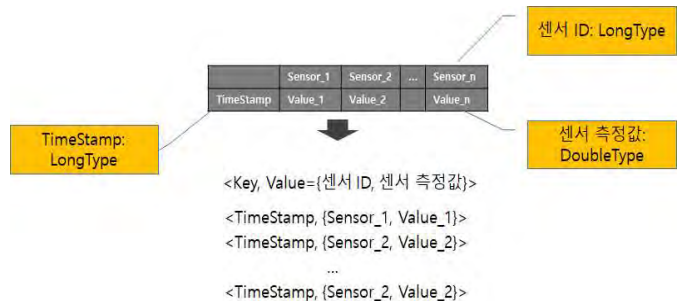 센서 ID: LongType
Sensor_1 Sensor_2 ... Sensor_n
TimeStamp Value_1 Value_2 Value_n
TimeStamp:
LongType
센서 측정값:
DoubleType
<Key, Value={센서 ID, 센서 측정값}>
<TimeStamp, {Sensor_1, Value_1}>
<TimeStamp, {Sensor_2, Value_2}>
...
<TimeStamp, {Sensor_2, Value_2}>